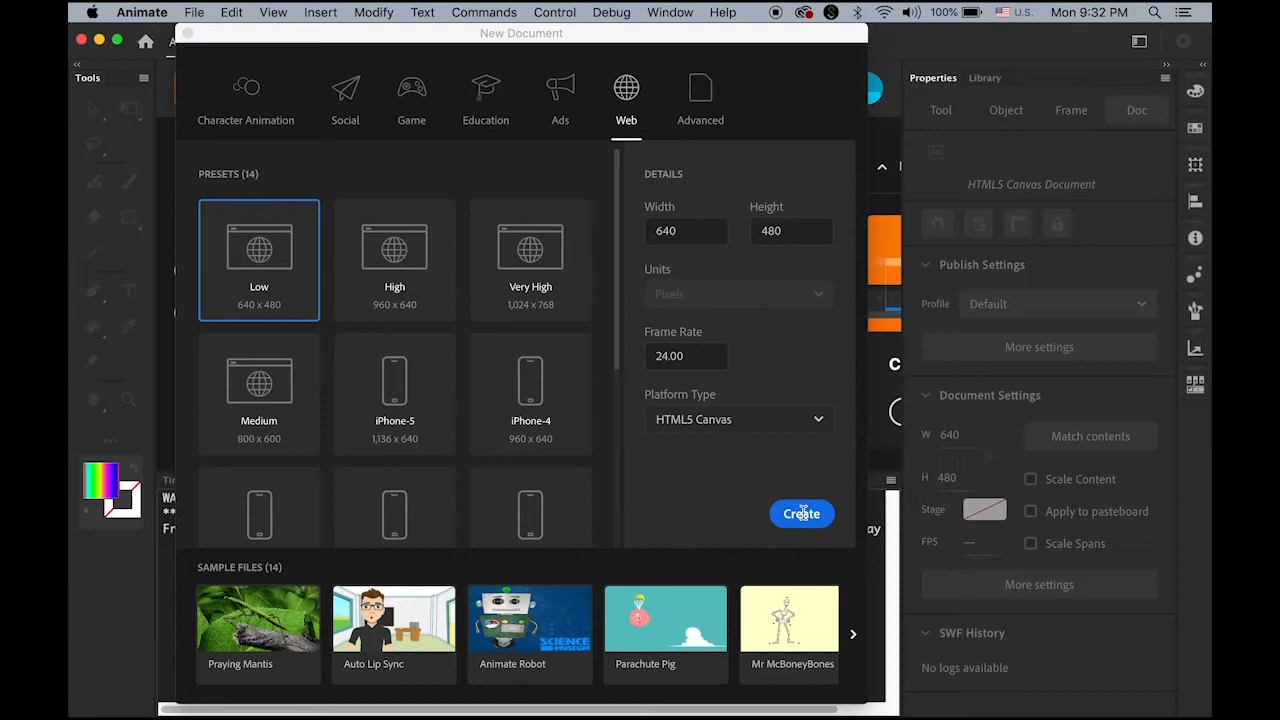 Animate File Edit View Insert Modify Text Commands Control Debug Window Help 100% U.S. Mon 9:32 PM
New Document
Tools
Properties Library
Character Animation Social Game Education Ads Web Advanced
Tool Object Frame Doc
PRESETS (14)
DETAILS
HTML5 Canvas Document
Width Height
640 480
Low
640 x 480
High
960 x 640
Very High
1,024 x 768
Units
Pixels
Publish Settings
Profile Default
Frame Rate
24.00
More settings
Medium
800 x 600
iPhone-5
1,136 x 640
iPhone-4
960 x 640
Platform Type
HTML5 Canvas
Document Settings
W 640
Match contents
H 480
Scale Content
Stage
Apply to pasteboard
FPS
Scale Spans
Create
More settings
SAMPLE FILES (14)
SCIENCE
MUSEUM
Praying Mantis
Auto Lip Sync
Animate Robot
Parachute Pig
Mr McBoneyBones
SWF History
No logs available